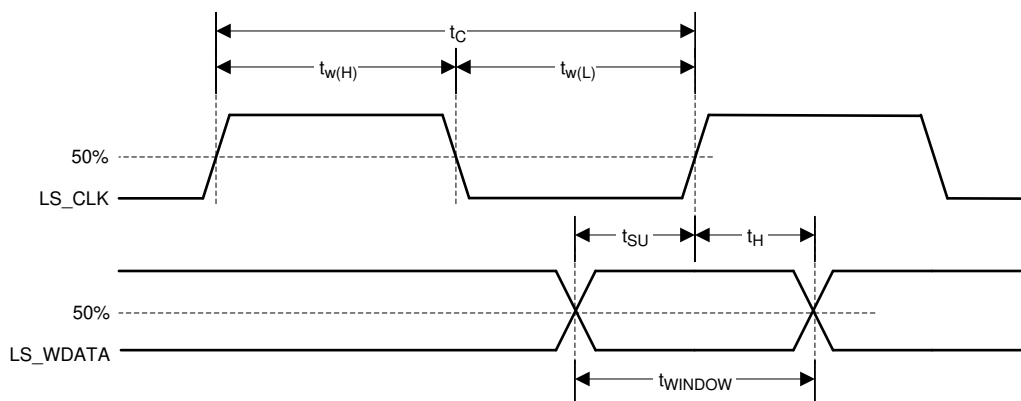 tC
tw(H) tw(L)
50%
LS_CLK
tSU tH
50%
LS_WDATA
tWINDOW